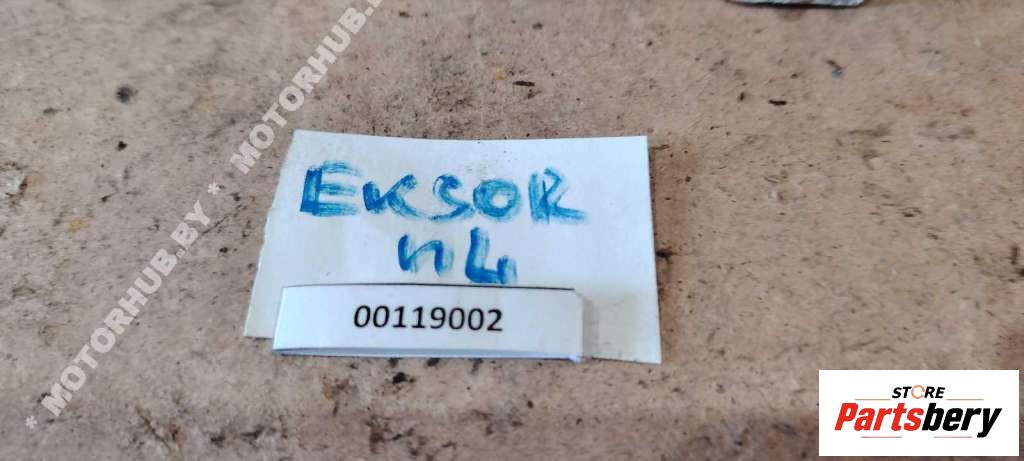 * MOTORHUB.BY * MOTORHUB.BY
EKSOR
n4
00119002
STORE
Partsbery